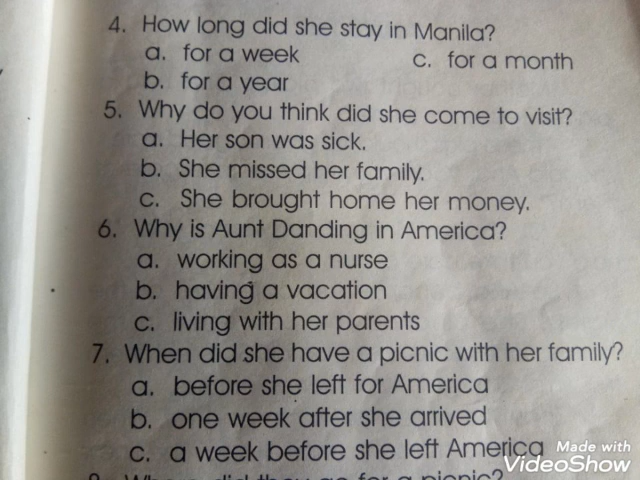 4. How long did she stay in Manila?
a. for a week c. for a month
b. for a year
5. Why do you think did she come to visit?
a. Her son was sick.
b. She missed her family.
c. She brought home her money.
6. Why is Aunt Danding in America?
a. working as a nurse
b. having a vacation
c. living with her parents
7. When did she have a picnic with her family?
a. before she left for America
b. one week after she arrived
c. a week before she left America
go for a picnic?
Made with
VideoShow